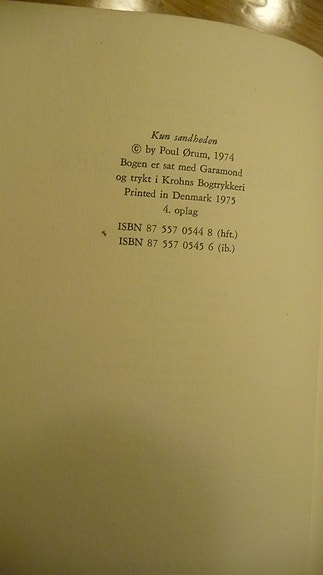 Kun sandheden
© by Poul Ørum, 1974
Bogen er sat med Garamond
og trykt i Krohns Bogtrykkeri
Printed in Denmark 1975
4. oplag
ISBN 87 557 0544 8 (hft.)
ISBN 87 557 0545 6 (ib.)